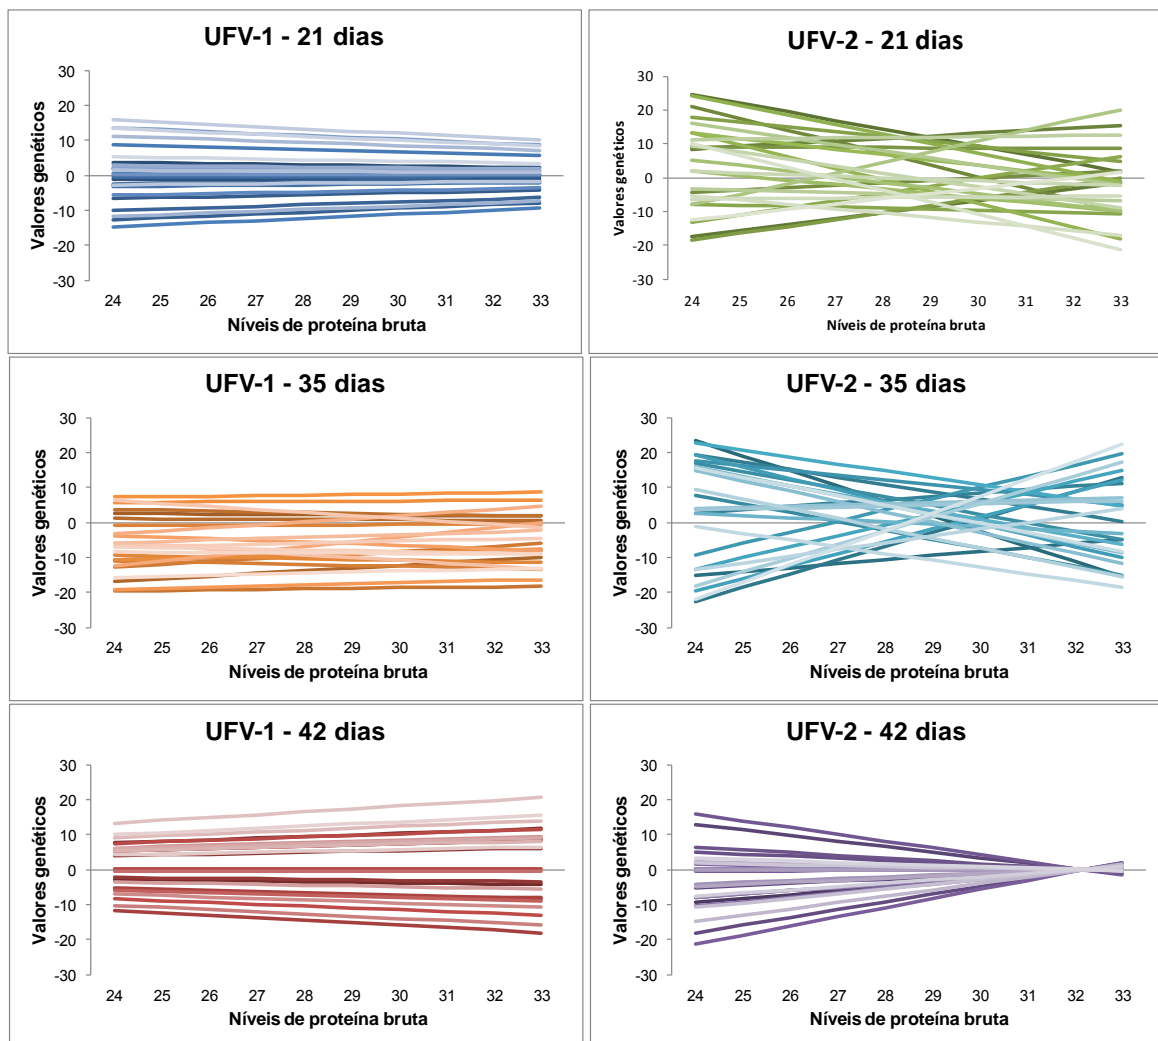 UFV-1 - 21 dias
Valores genéticos
30
20
10
0
-10
-20
-30
24 25 26 27 28 29 30 31 32 33
Níveis de proteína bruta
UFV-2 - 21 dias
Valores genéticos
30
20
10
0
-10
-20
-30
24 25 26 27 28 29 30 31 32 33
Níveis de proteína bruta
UFV-1 - 35 dias
Valores genéticos
30
20
10
0
-10
-20
-30
24 25 26 27 28 29 30 31 32 33
Níveis de proteína bruta
UFV-2 - 35 dias
Valores genéticos
30
20
10
0
-10
-20
-30
24 25 26 27 28 29 30 31 32 33
Níveis de proteína bruta
UFV-1 - 42 dias
Valores genéticos
30
20
10
0
-10
-20
-30
24 25 26 27 28 29 30 31 32 33
Níveis de proteína bruta
UFV-2 - 42 dias
Valores genéticos
30
20
10
0
-10
-20
-30
24 25 26 27 28 29 30 31 32 33
Níveis de proteína bruta